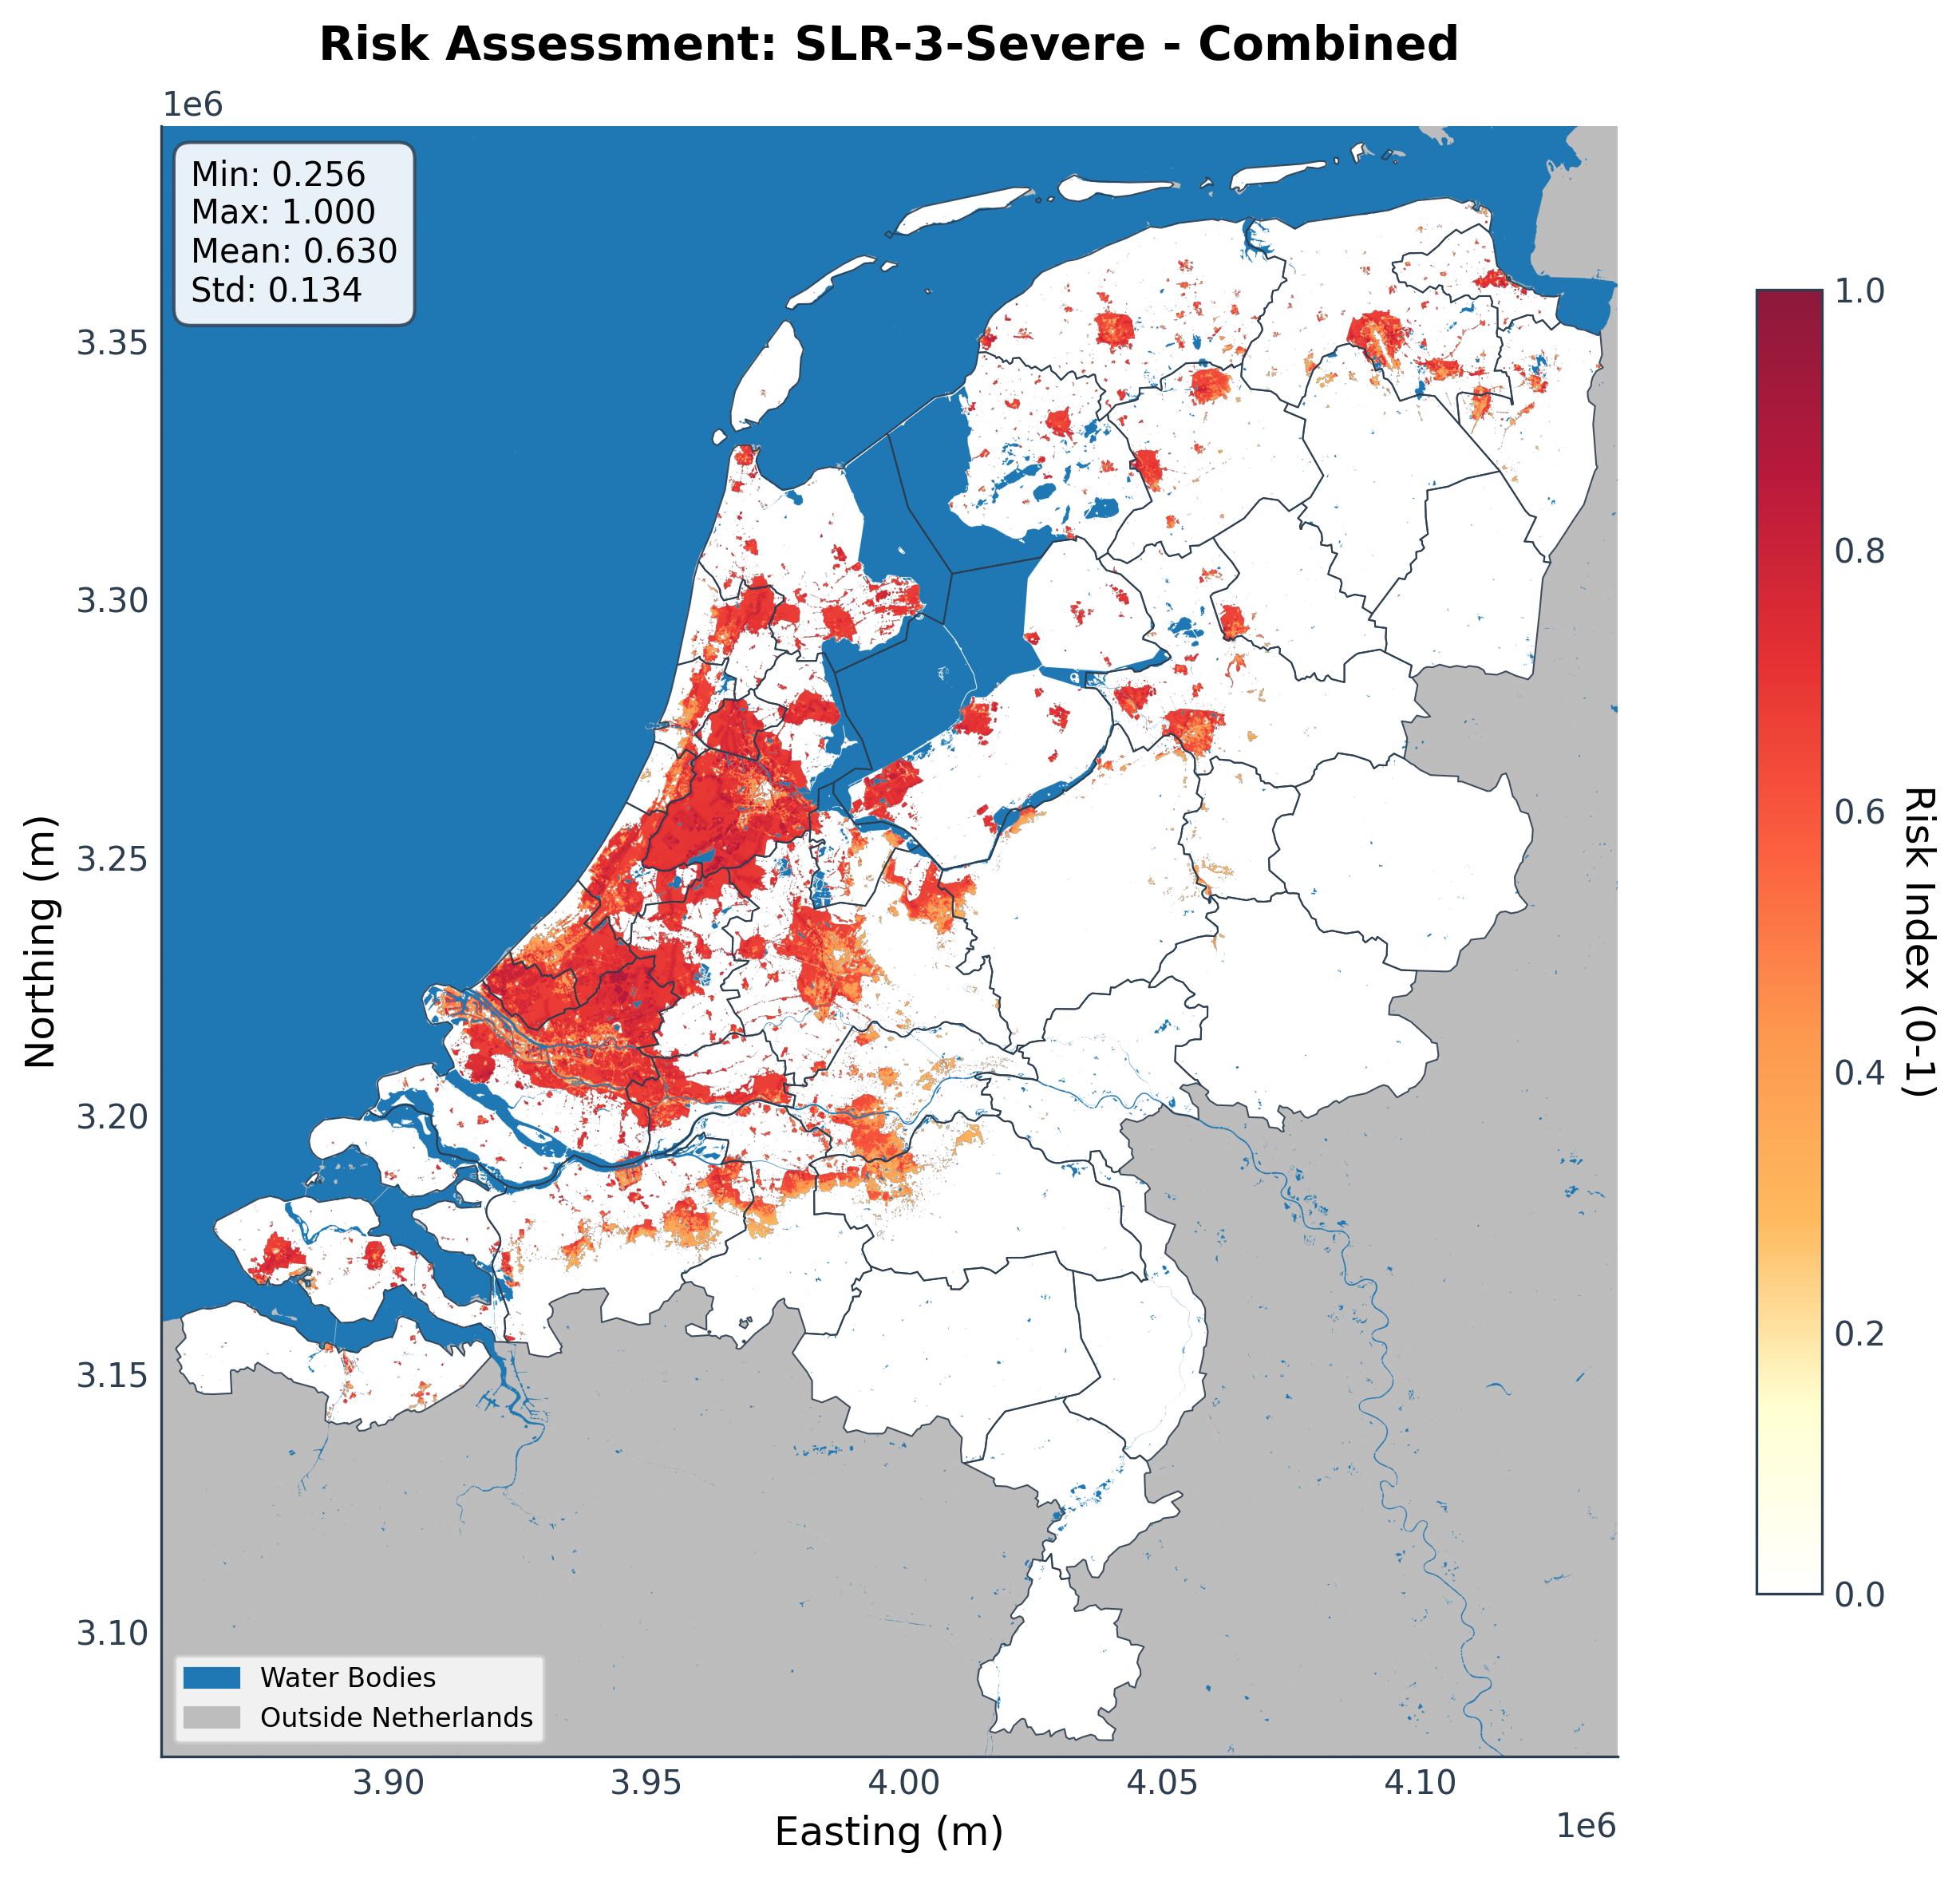 Risk Assessment: SLR-3-Severe - Combined
1e6
Min: 0.256
Max: 1.000
Mean: 0.630
Std: 0.134
3.35
3.30
3.25
3.20
3.15
3.10
Northing (m)
Water Bodies
Outside Netherlands
3.90
3.95
4.00
4.05
4.10
1e6
Easting (m)
1.0
0.8
0.6
0.4
0.2
0.0
Risk Index (0-1)